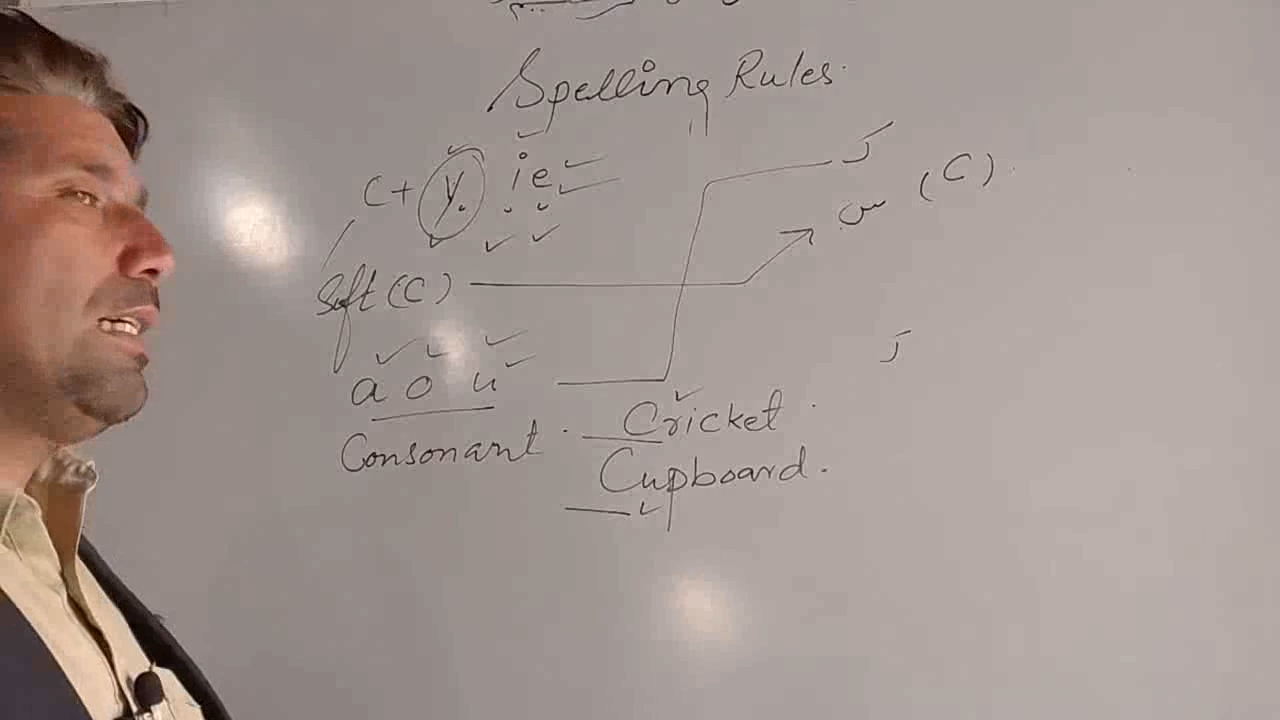 Spelling Rules.
C + y. ie ک
س (C).
Soft (C)
a o u
Cricket
Consonant. Cupboard.